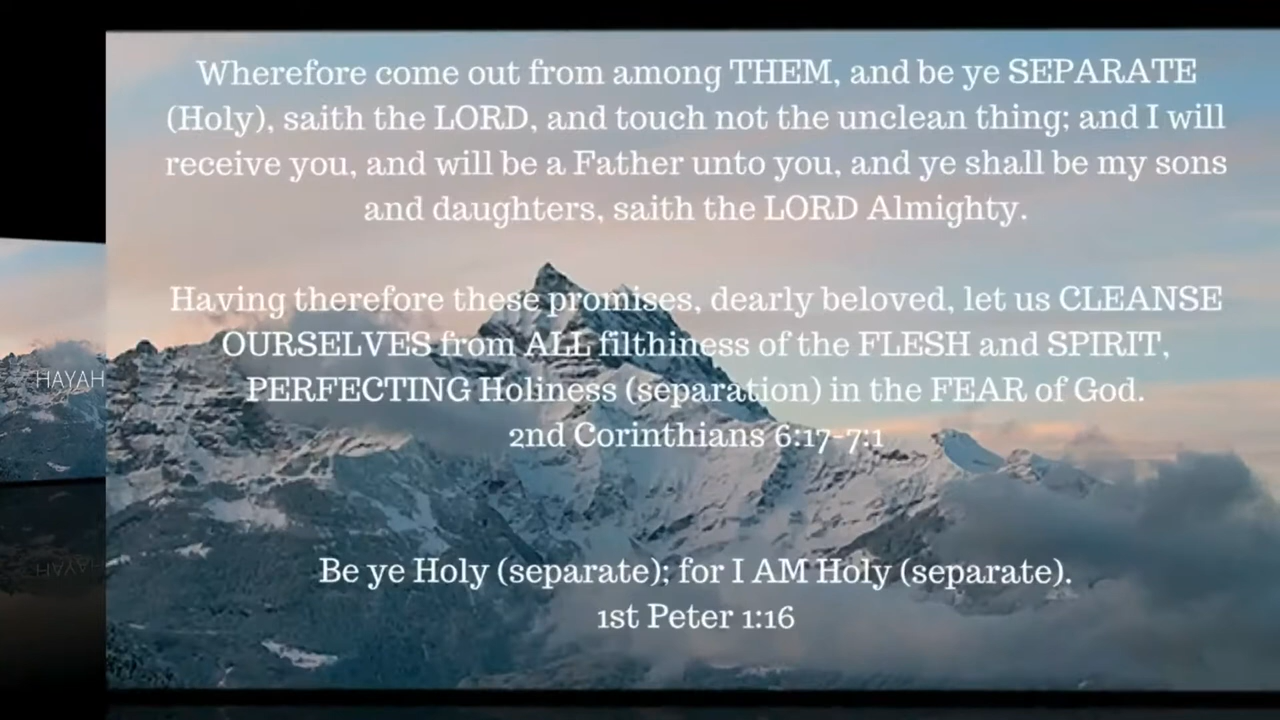 Wherefore come out from among THEM, and be ye SEPARATE
(Holy), saith the LORD, and touch not the unclean thing; and I will
receive you, and will be a Father unto you, and ye shall be my sons
and daughters, saith the LORD Almighty.
Having therefore these promises, dearly beloved, let us CLEANSE
OURSELVES from ALL filthiness of the FLESH and SPIRIT,
PERFECTING Holiness (separation) in the FEAR of God.
2nd Corinthians 6:17-7:1
Be ye Holy (separate); for I AM Holy (separate).
1st Peter 1:16
HAYAH